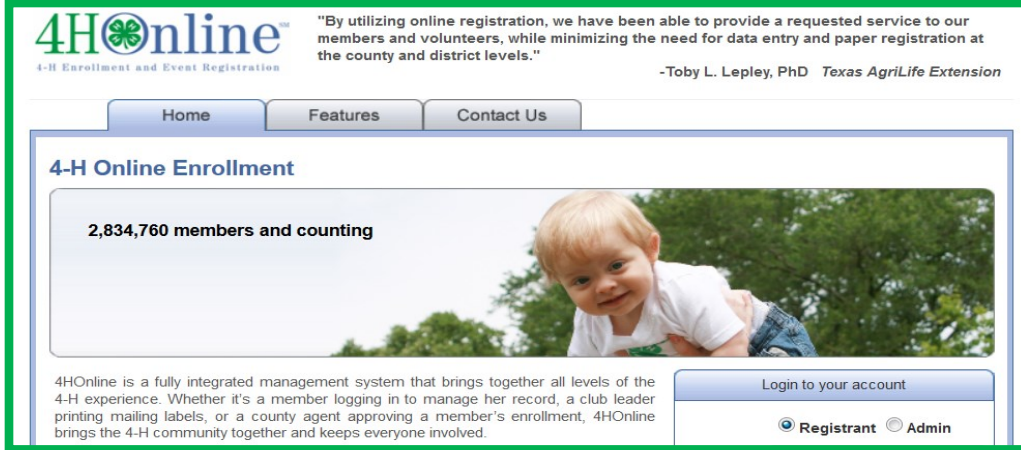 4HOnline SM
4-H Enrollment and Event Registration
"By utilizing online registration, we have been able to provide a requested service to our
members and volunteers, while minimizing the need for data entry and paper registration at
the county and district levels."
-Toby L. Lepley, PhD Texas AgriLife Extension
Home Features Contact Us
4-H Online Enrollment
2,834,760 members and counting
4HOnline is a fully integrated management system that brings together all levels of the
4-H experience. Whether it's a member logging in to manage her record, a club leader
printing mailing labels, or a county agent approving a member's enrollment, 4HOnline
brings the 4-H community together and keeps everyone involved.
Login to your account
Registrant Admin